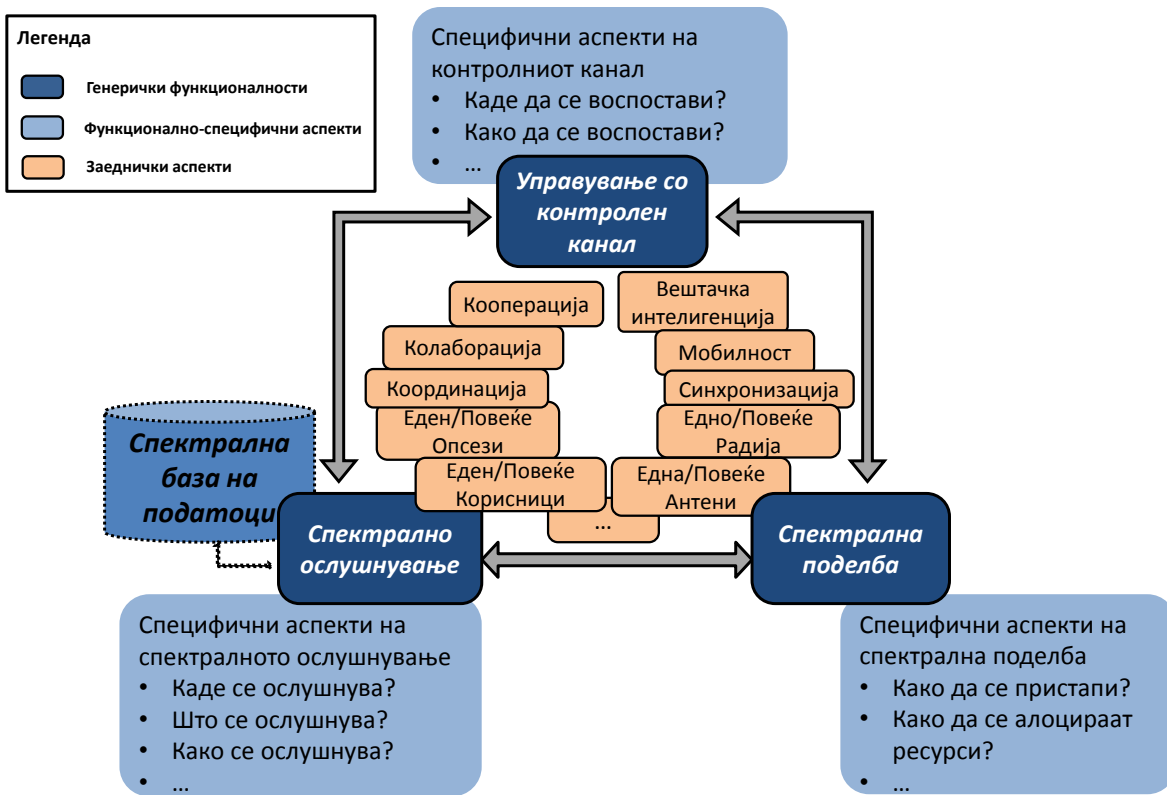 Легенда
Генерички функционалности
Функционално-специфични аспекти
Заеднички аспекти
Специфични аспекти на
контролниот канал
• Каде да се воспостави?
• Како да се воспостави?
• ...
Управување со
контролен
канал
Кооперација
Колаборација
Координација
Еден/Повеќе
Опсези
Еден/Повеќе
Корисници
Вештачка
интелигенција
Мобилност
Синхронизација
Едно/Повеќе
Радија
Една/Повеќе
Антени
...
Спектрална
база на
податоци
Спектрално
ослушнување
Спектрална
поделба
Специфични аспекти на
спектралното ослушнување
• Каде се ослушнува?
• Што се ослушнува?
• Како се ослушнува?
• ...
Специфични аспекти на
спектрална поделба
• Како да се пристапи?
• Како да се алоцираат
ресурси?
• ...